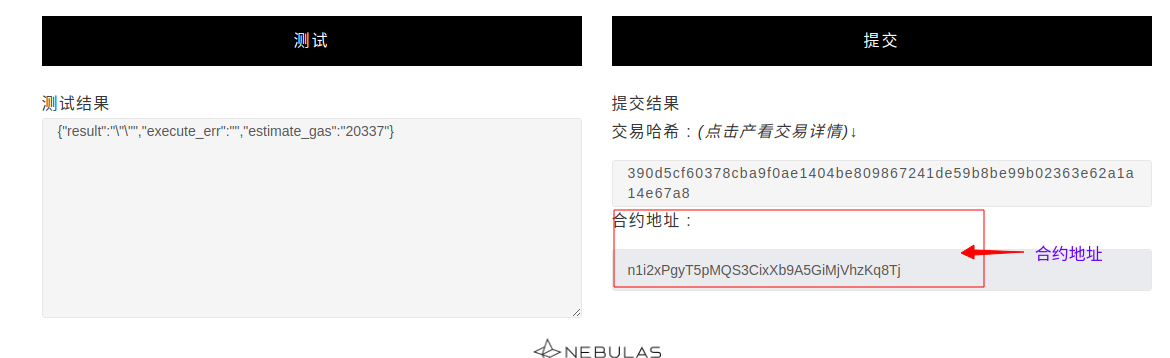 测试
提交
测试结果
{"result":"\"\"","execute_err":"","estimate_gas":"20337"}
提交结果
交易哈希：(点击产看交易详情)↓
390d5cf60378cba9f0ae1404be809867241de59b8be99b02363e62a1a
14e67a8
合约地址：
合约地址
n1i2xPgyT5pMQS3CixXb9A5GiMjVhzKq8Tj
NEBULAS